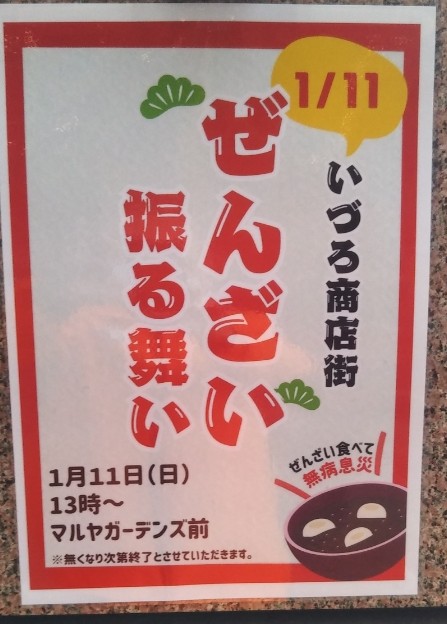 1/11
いづろ商店街
ぜんざい
振る舞い
ぜんざい食べて
無病息災
1月11日(日)
13時～
マルヤガーデンズ前
※無くなり次第終了とさせていただきます。